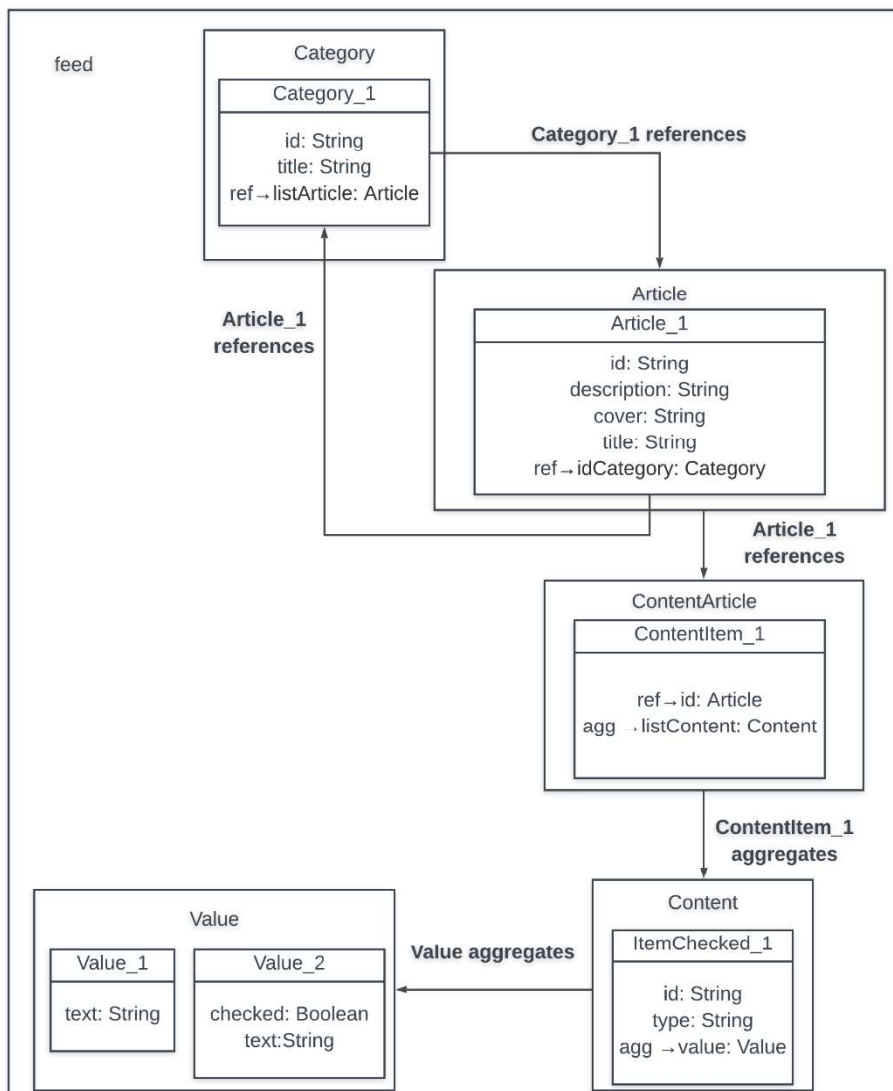 feed
Category
Category_1
id: String
title: String
ref→listArticle: Article
Category_1 references
Article_1
references
Article
Article_1
id: String
description: String
cover: String
title: String
ref→idCategory: Category
Article_1
references
ContentArticle
ContentItem_1
ref→id: Article
agg →listContent: Content
ContentItem_1
aggregates
Content
ItemChecked_1
id: String
type: String
agg →value: Value
Value aggregates
Value
Value_1
text: String
Value_2
checked: Boolean
text:String